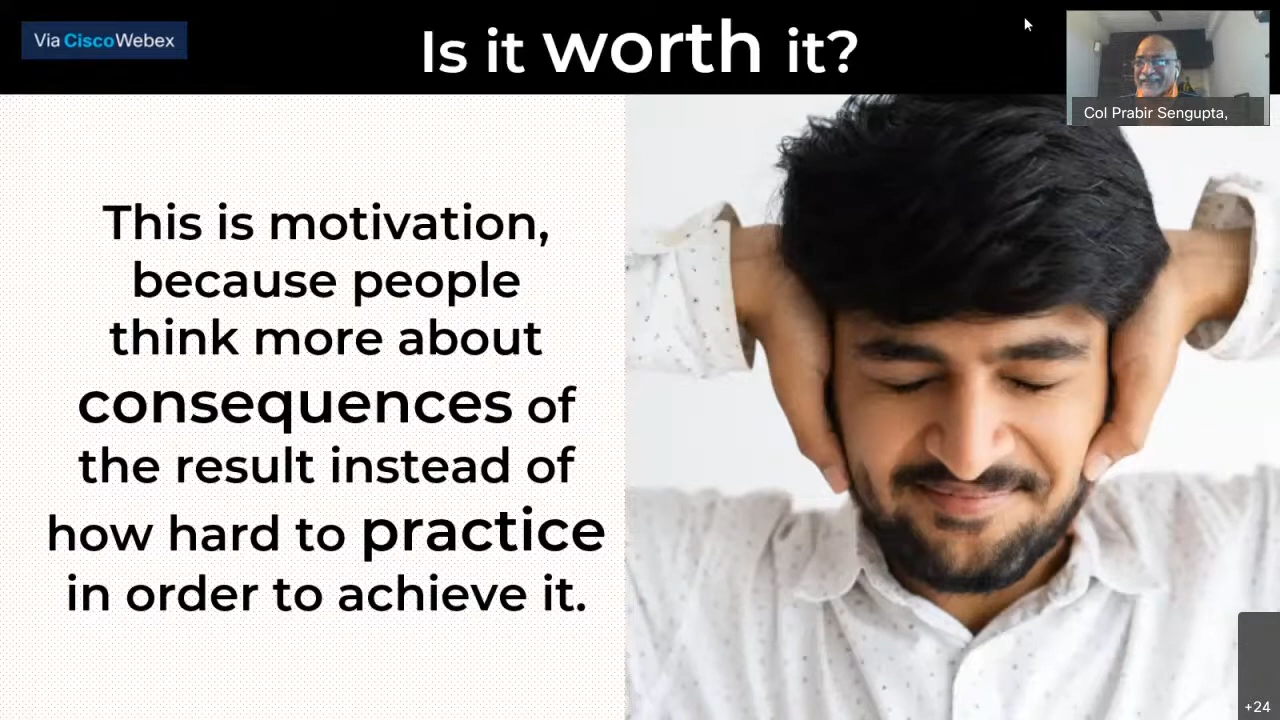 Via CiscoWebex
Is it worth it?
Col Prabir Sengupta,
This is motivation,
because people
think more about
consequences of
the result instead of
how hard to practice
in order to achieve it.
+24